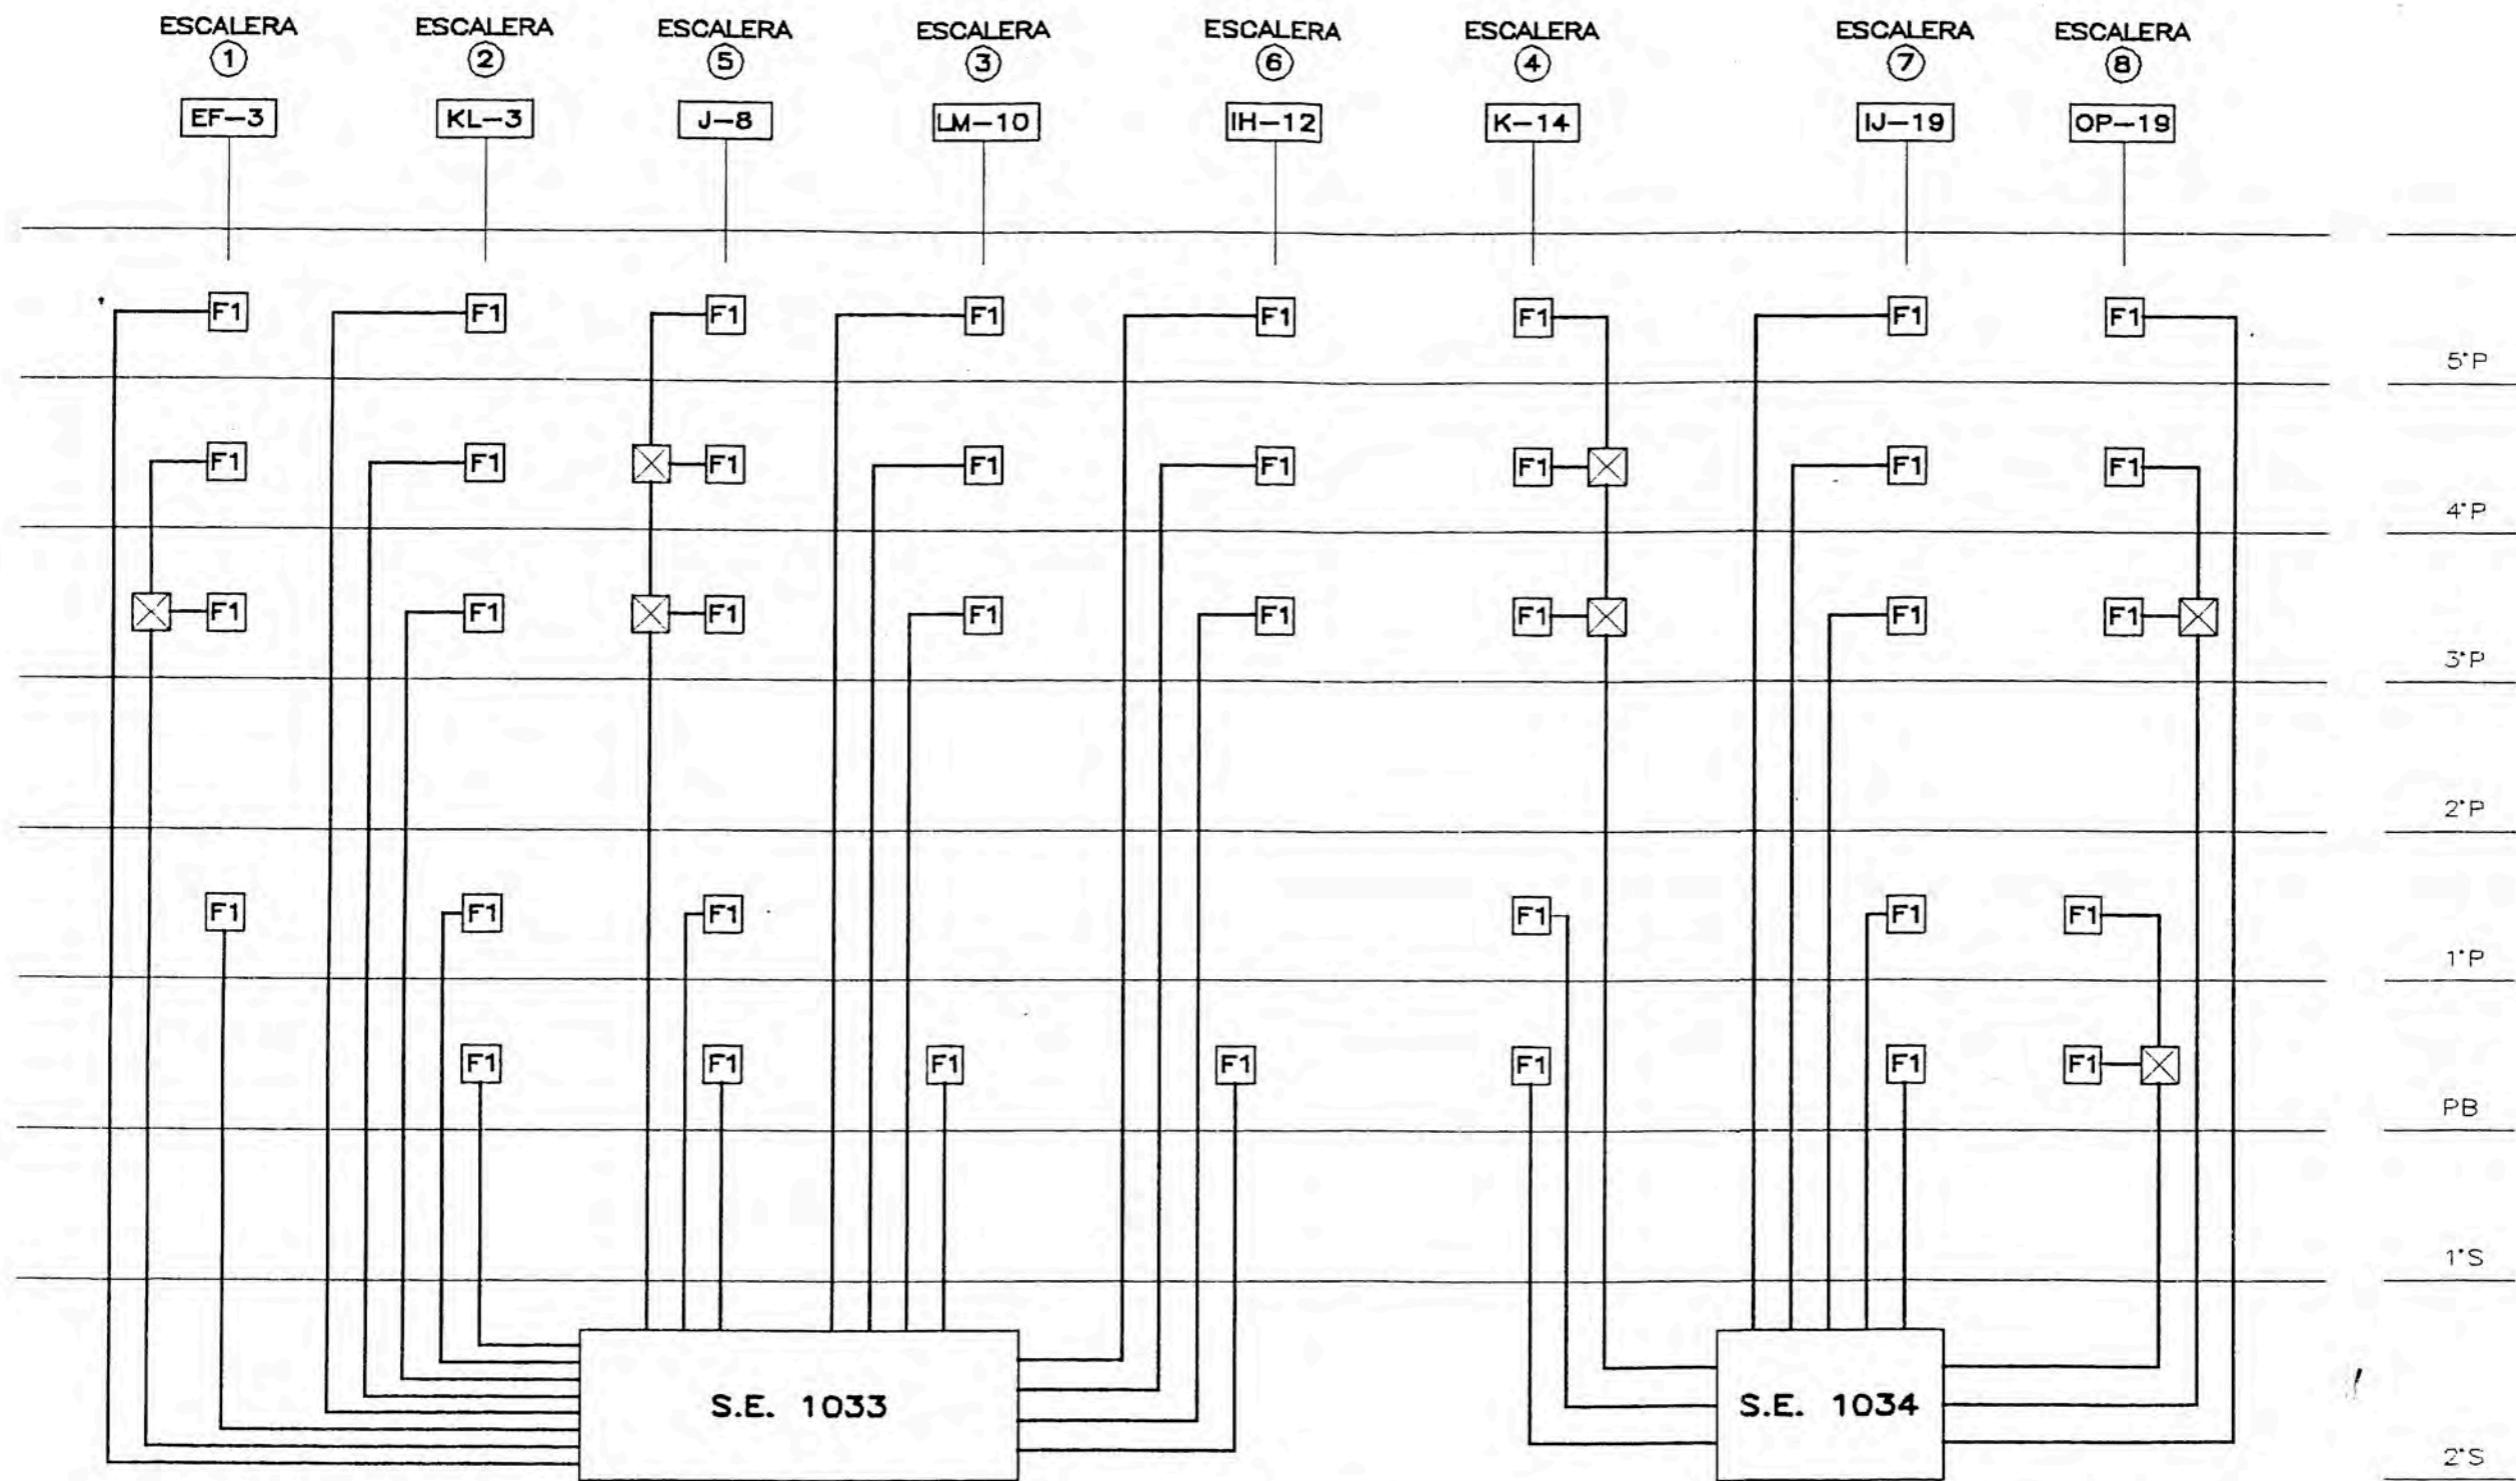 ESCALERA ESCALERA ESCALERA ESCALERA ESCALERA ESCALERA ESCALERA ESCALERA
1 2 5 3 6 4 7 8
EF-3 KL-3 J-8 LM-10 IH-12 K-14 IJ-19 OP-19
F1 F1 F1 F1 F1 F1 F1 F1
5°P
F1 F1 F1 F1 F1 F1 F1 F1
4°P
F1 F1 F1 F1 F1 F1 F1 F1
3°P
2°P
F1 F1 F1 F1 F1 F1
1°P
F1 F1 F1 F1 F1 F1 F1
PB
1°S
S.E. 1033 S.E. 1034
2°S